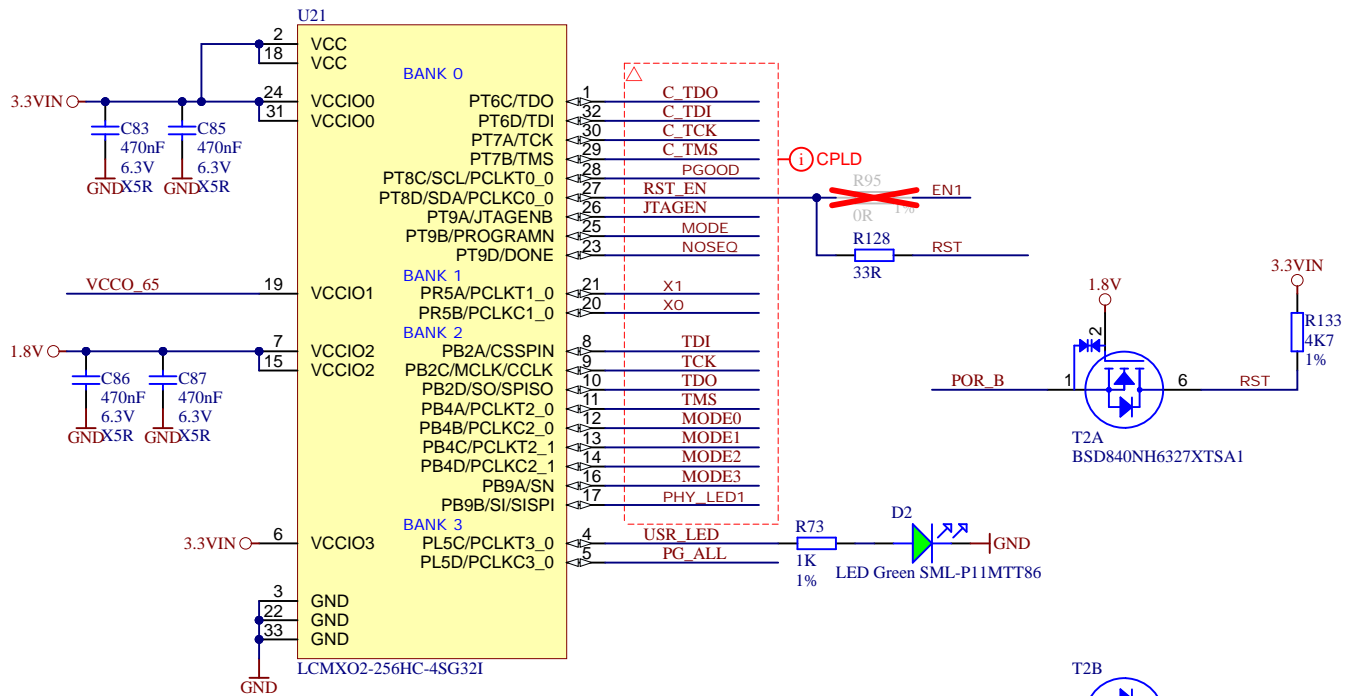 U21
2 VCC
18 VCC
BANK 0
3.3VIN 24 VCCIO0
31 VCCIO0
PT6C/TDO 1 C_TDO
PT6D/TDI 32 C_TDI
PT7A/TCK 30 C_TCK
PT7B/TMS 29 C_TMS
PT8C/SCL/PCLKT0_0 28 PGOOD
PT8D/SDA/PCLKC0_0 27 RST_EN
PT9A/JTAGENB 26 JTAGEN
PT9B/PROGRAMN 25 MODE
PT9D/DONE 23 NOSEQ
C83
470nF
6.3V
X5R
GND
C85
470nF
6.3V
X5R
GND
i CPLD
R95
0R 1%
EN1
R128
33R
RST
BANK 1
VCCO_65 19 VCCIO1
PR5A/PCLKT1_0 21 X1
PR5B/PCLKC1_0 20 X0
BANK 2
1.8V 7 VCCIO2
15 VCCIO2
PB2A/CSSPIN 8 TDI
PB2C/MCLK/CCLK 9 TCK
PB2D/SO/SPISO 10 TDO
PB4A/PCLKT2_0 11 TMS
PB4B/PCLKC2_0 12 MODE0
PB4C/PCLKT2_1 13 MODE1
PB4D/PCLKC2_1 14 MODE2
PB9A/SN 16 MODE3
PB9B/SI/SISPI 17 PHY_LED1
C86
470nF
6.3V
X5R
GND
C87
470nF
6.3V
X5R
GND
1.8V
3.3VIN
R133
4K7
1%
2
POR_B 1 6 RST
T2A
BSD840NH6327XTSA1
BANK 3
3.3VIN 6 VCCIO3
PL5C/PCLKT3_0 4 USR_LED
PL5D/PCLKC3_0 5 PG_ALL
R73
1K
1%
D2
GND
LED Green SML-P11MTT86
3 GND
22 GND
33 GND
GND
LCMXO2-256HC-4SG32I
T2B